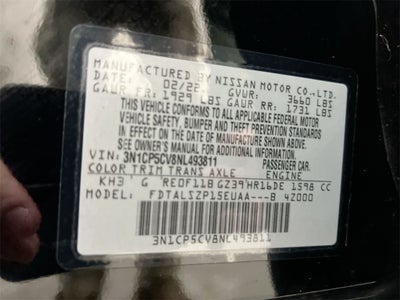 MANUFACTURED BY NISSAN MOTOR CO., LTD.
DATE: 02/22 GVWR: 3660 LBS
GAWR FR: 1929 LBS GAWR RR: 1731 LBS
THIS VEHICLE CONFORMS TO ALL APPLICABLE FEDERAL MOTOR
VEHICLE SAFETY, BUMPER, AND THEFT PREVENTION STANDARDS
IN EFFECT ON THE DATE OF MANUFACTURE SHOWN ABOVE.
SEE OWNER'S MANUAL FOR ADDITIONAL INFORMATION.
VIN: 3N1CP5CV8NL493811 PASSENGER CAR
COLOR TRIM TRANS AXLE ENGINE
KH3 G RE0F11B GZ39 HR16DE 1598 CC
FDTALSZP15EUAA---B 42000
3N1CP5CV8NL493811